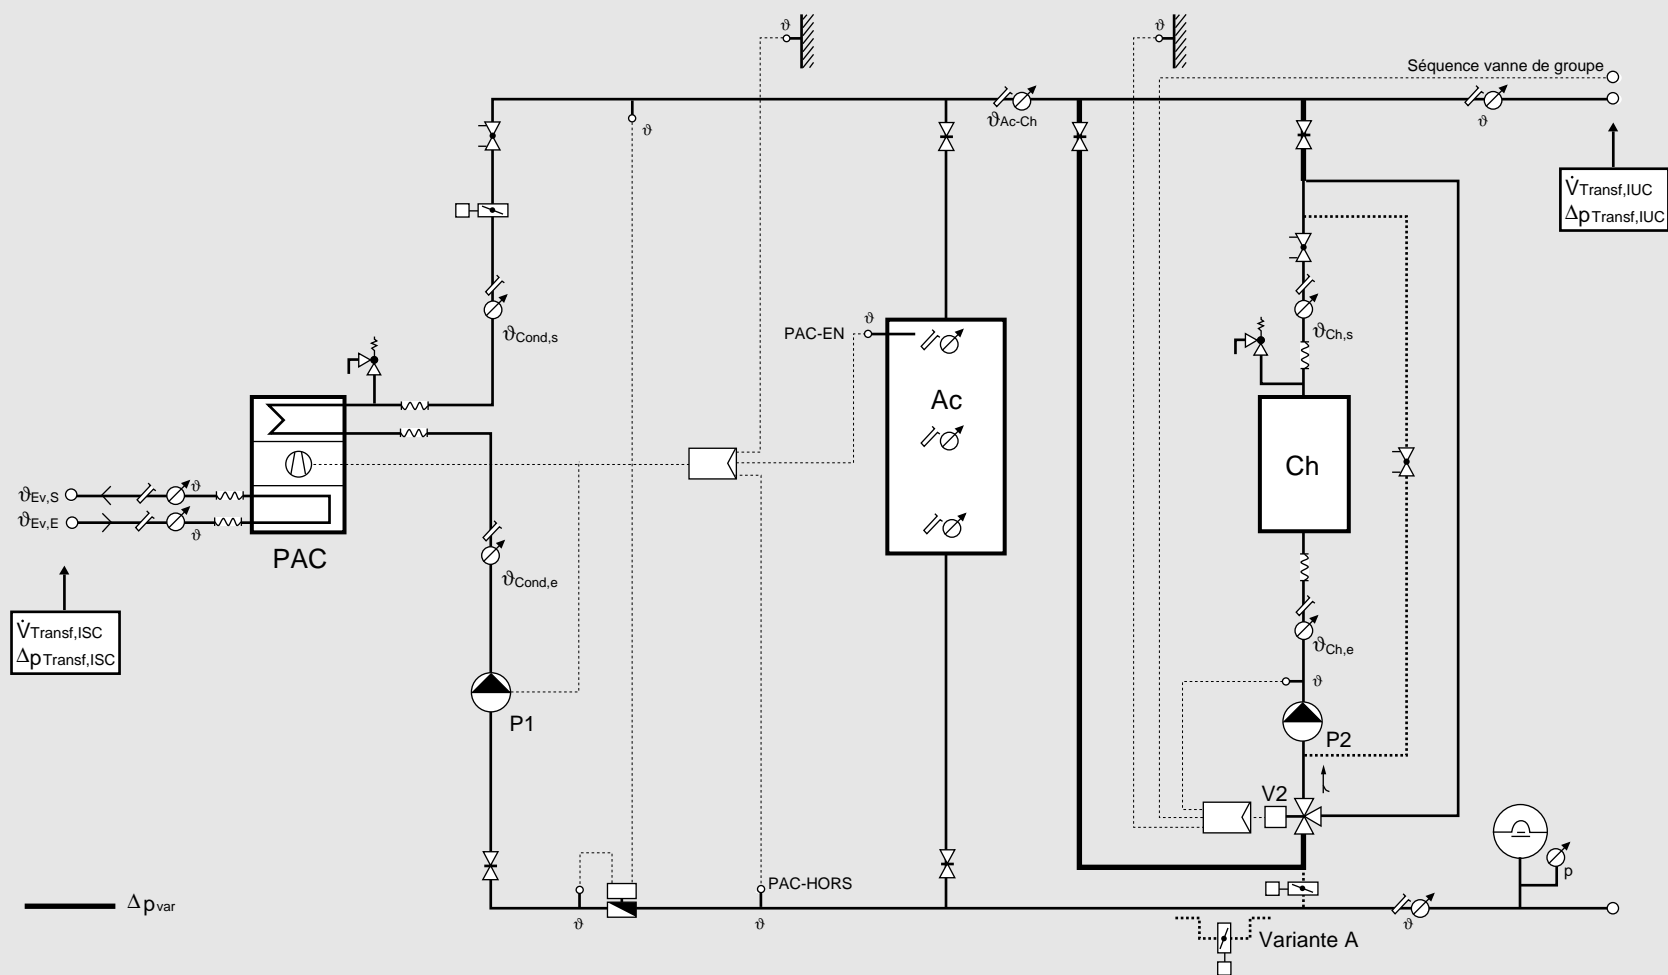 ϑ
ϑ
Séquence vanne de groupe
ϑ
ϑAc-Ch
ϑ
V̇Transf,IUC
ΔpTransf,IUC
ϑCond,s
PAC-EN
ϑ
ϑCh,s
Ac
Ch
ϑEv,S
ϑ
ϑEv,E
ϑ
PAC
ϑCond,e
V̇Transf,ISC
ΔpTransf,ISC
ϑCh,e
ϑ
P1
P2
V2
p
PAC-HORS
Δpvar
ϑ
ϑ
ϑ
Variante A